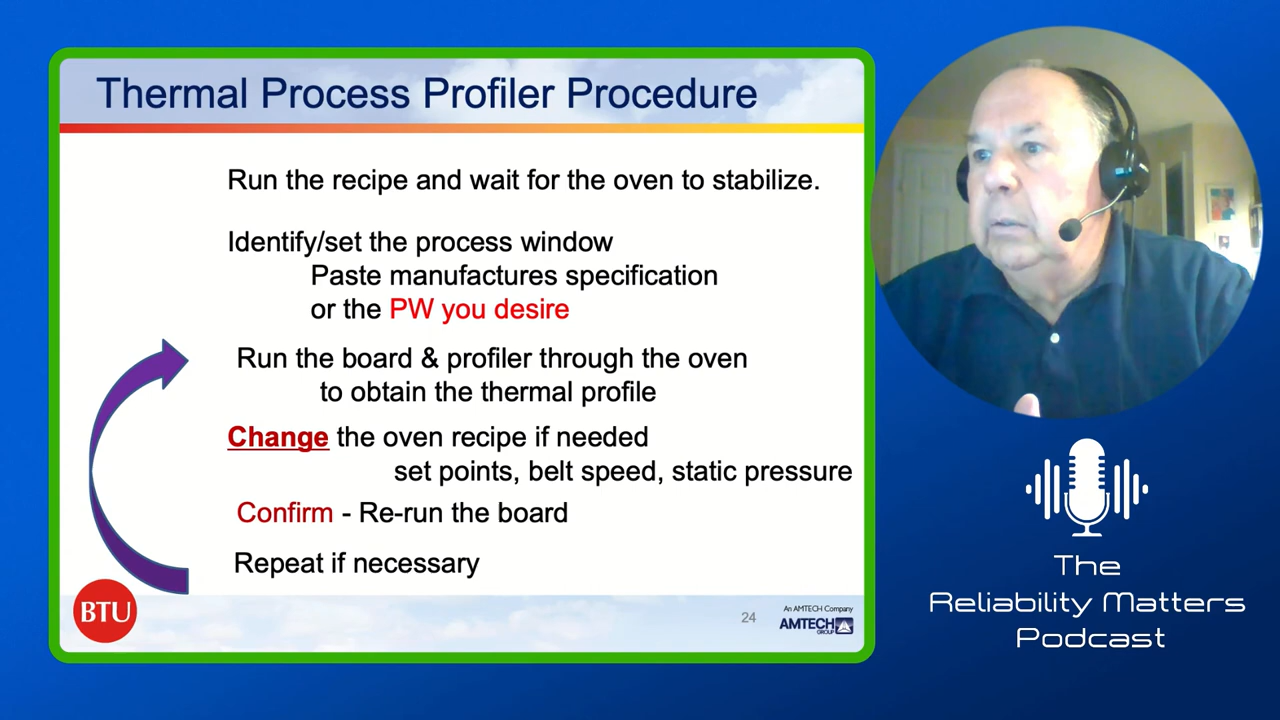 Thermal Process Profiler Procedure
Run the recipe and wait for the oven to stabilize.
Identify/set the process window
Paste manufactures specification
or the PW you desire
Run the board & profiler through the oven
to obtain the thermal profile
Change the oven recipe if needed
set points, belt speed, static pressure
Confirm - Re-run the board
Repeat if necessary
BTU
24
An AMTECH Company
AMTECH
GROUP
The
Reliability Matters
Podcast